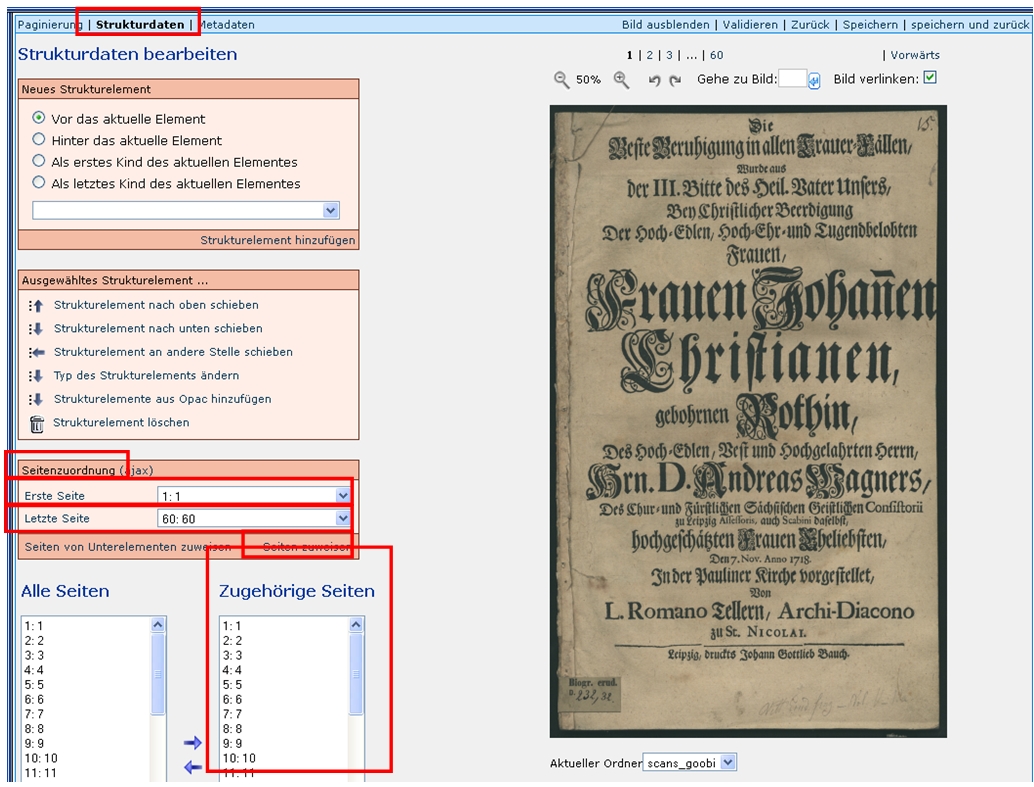 Paginierung | Strukturdaten | Metadaten
Bild ausblenden | Validieren | Zurück | Speichern | speichern und zurück
Strukturdaten bearbeiten
Neues Strukturelement
Vor das aktuelle Element
Hinter das aktuelle Element
Als erstes Kind des aktuellen Elementes
Als letztes Kind des aktuellen Elementes
Strukturelement hinzufügen
Ausgewähltes Strukturelement ...
Strukturelement nach oben schieben
Strukturelement nach unten schieben
Strukturelement an andere Stelle schieben
Typ des Strukturelements ändern
Strukturelemente aus Opac hinzufügen
Strukturelement löschen
Seitenzuordnung (ajax)
Erste Seite 1: 1
Letzte Seite 60: 60
Seiten von Unterelementen zuweisen Seiten zuweisen
Alle Seiten
1: 1
2: 2
3: 3
4: 4
5: 5
6: 6
7: 7
8: 8
9: 9
10: 10
11: 11
Zugehörige Seiten
1: 1
2: 2
3: 3
4: 4
5: 5
6: 6
7: 7
8: 8
9: 9
10: 10
11: 11
1 | 2 | 3 | ... | 60 | Vorwärts
50% Gehe zu Bild: Bild verlinken:
15.
Die
Beste Beruhigung in allen Trauer-Fällen,
Wurde aus
der III. Bitte des Heil. Vater Unsers,
Bey Christlicher Beerdigung
Der Hoch-Edlen, Hoch-Ehr-und Tugendbelobten
Frauen,
Frauen Johañen
Christianen,
gebohrnen Rothin,
Des Hoch-Edlen, Vest und Hochgelahrten Herrn,
Hrn. D. Andreas Wagners,
Des Chur- und Fürstlichen Sächsischen Geistlichen Consistorii
zu Leipzig Assessoris, auch Scabini daselbst,
hochgeschätzten Frauen Eheliebsten,
Den 7. Nov. Anno 1718.
In der Pauliner Kirche vorgestellet,
Von
L. Romano Tellern, Archi-Diacono
zu St. NICOLAI.
Leipzig, druckts Johann Gottlieb Bauch.
Biogr. erud.
D. 232, 32.
Aktueller Ordner scans_goobi